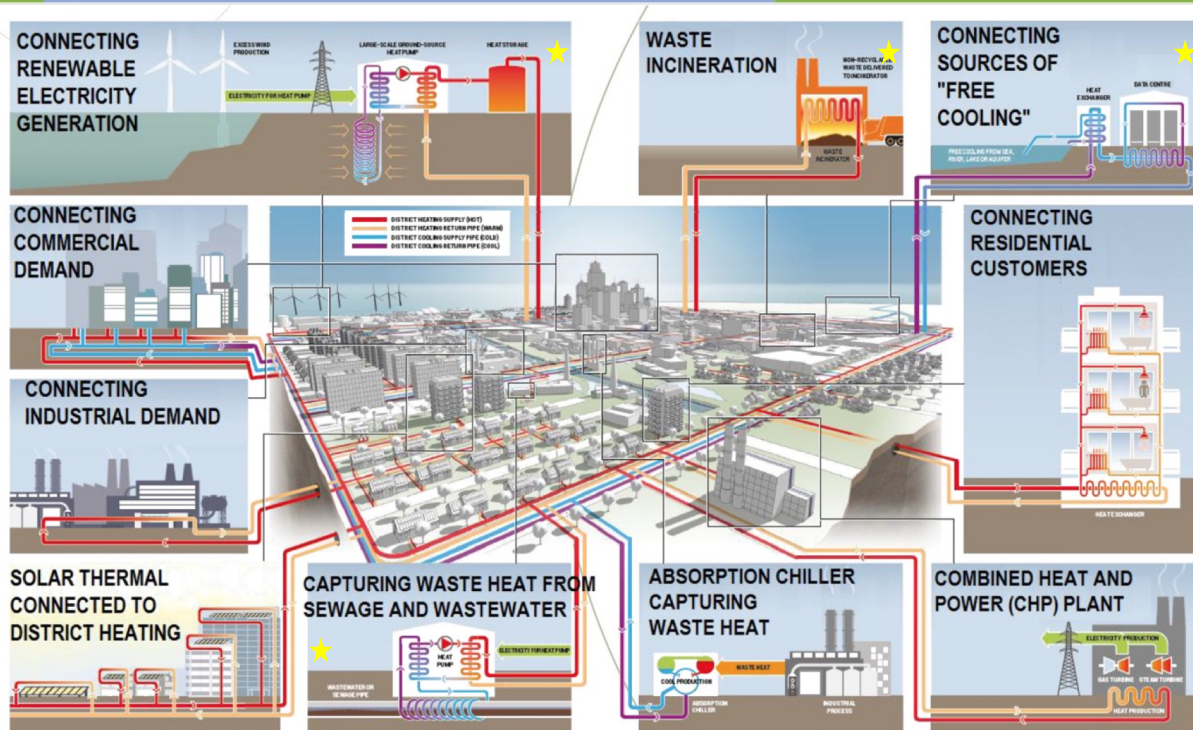 CONNECTING
RENEWABLE
ELECTRICITY
GENERATION
EXCESS WIND
PRODUCTION
ELECTRICITY FOR HEAT PUMP
LARGE-SCALE GROUND-SOURCE
HEAT PUMP
HEAT STORAGE
WASTE
INCINERATION
NON-RECYCLABLE
WASTE DELIVERED
TO INCINERATOR
WASTE
INCINERATOR
CONNECTING
SOURCES OF
"FREE
COOLING"
HEAT
EXCHANGER
DATA CENTRE
FREE COOLING FROM SEA,
RIVER, LAKE OR AQUIFER
CONNECTING
COMMERCIAL
DEMAND
DISTRICT HEATING SUPPLY (HOT)
DISTRICT HEATING RETURN PIPE (WARM)
DISTRICT COOLING SUPPLY PIPE (COLD)
DISTRICT COOLING RETURN PIPE (COOL)
CONNECTING
RESIDENTIAL
CUSTOMERS
HEAT EXCHANGER
CONNECTING
INDUSTRIAL DEMAND
SOLAR THERMAL
CONNECTED TO
DISTRICT HEATING
CAPTURING WASTE HEAT FROM
SEWAGE AND WASTEWATER
HEAT
PUMP
ELECTRICITY FOR HEAT PUMP
WASTEWATER OR
SEWAGE PIPE
ABSORPTION CHILLER
CAPTURING
WASTE HEAT
WASTE HEAT
COOL PRODUCTION
ABSORPTION
CHILLER
INDUSTRIAL
PROCESS
COMBINED HEAT AND
POWER (CHP) PLANT
ELECTRICITY PRODUCTION
GAS TURBINE
STEAM TURBINE
HEAT PRODUCTION